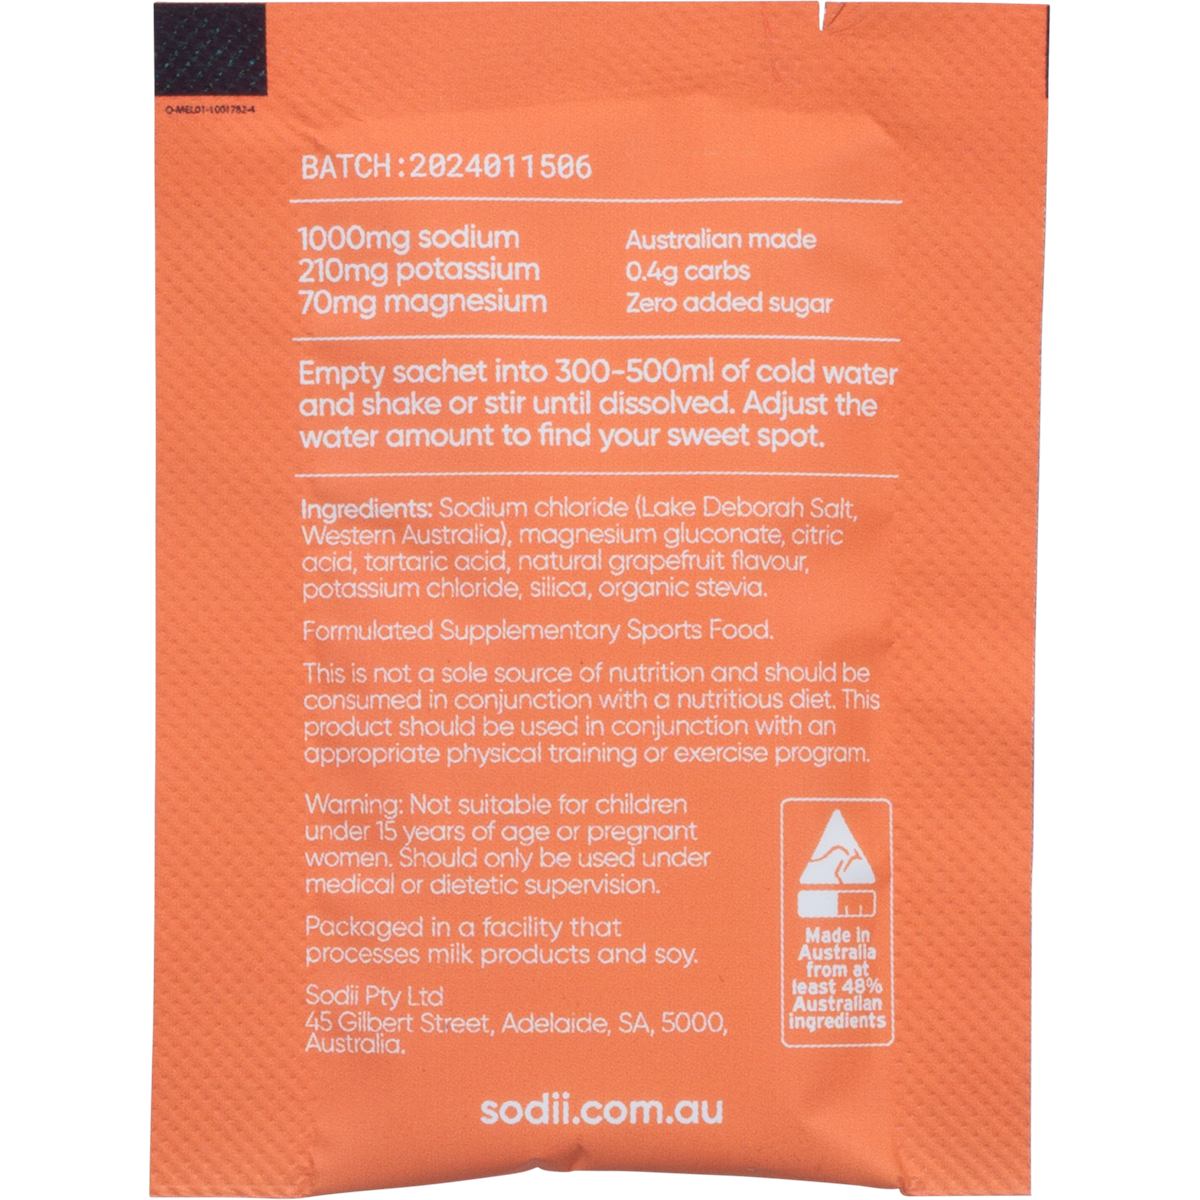 O-MEL01-1001782-4
BATCH:2024011506
1000mg sodium
210mg potassium
70mg magnesium
Australian made
0.4g carbs
Zero added sugar
Empty sachet into 300-500ml of cold water
and shake or stir until dissolved. Adjust the
water amount to find your sweet spot.
Ingredients: Sodium chloride (Lake Deborah Salt,
Western Australia), magnesium gluconate, citric
acid, tartaric acid, natural grapefruit flavour,
potassium chloride, silica, organic stevia.
Formulated Supplementary Sports Food.
This is not a sole source of nutrition and should be
consumed in conjunction with a nutritious diet. This
product should be used in conjunction with an
appropriate physical training or exercise program.
Warning: Not suitable for children
under 15 years of age or pregnant
women. Should only be used under
medical or dietetic supervision.
Packaged in a facility that
processes milk products and soy.
Sodii Pty Ltd
45 Gilbert Street, Adelaide, SA, 5000,
Australia.
Made in
Australia
from at
least 48%
Australian
ingredients
sodii.com.au